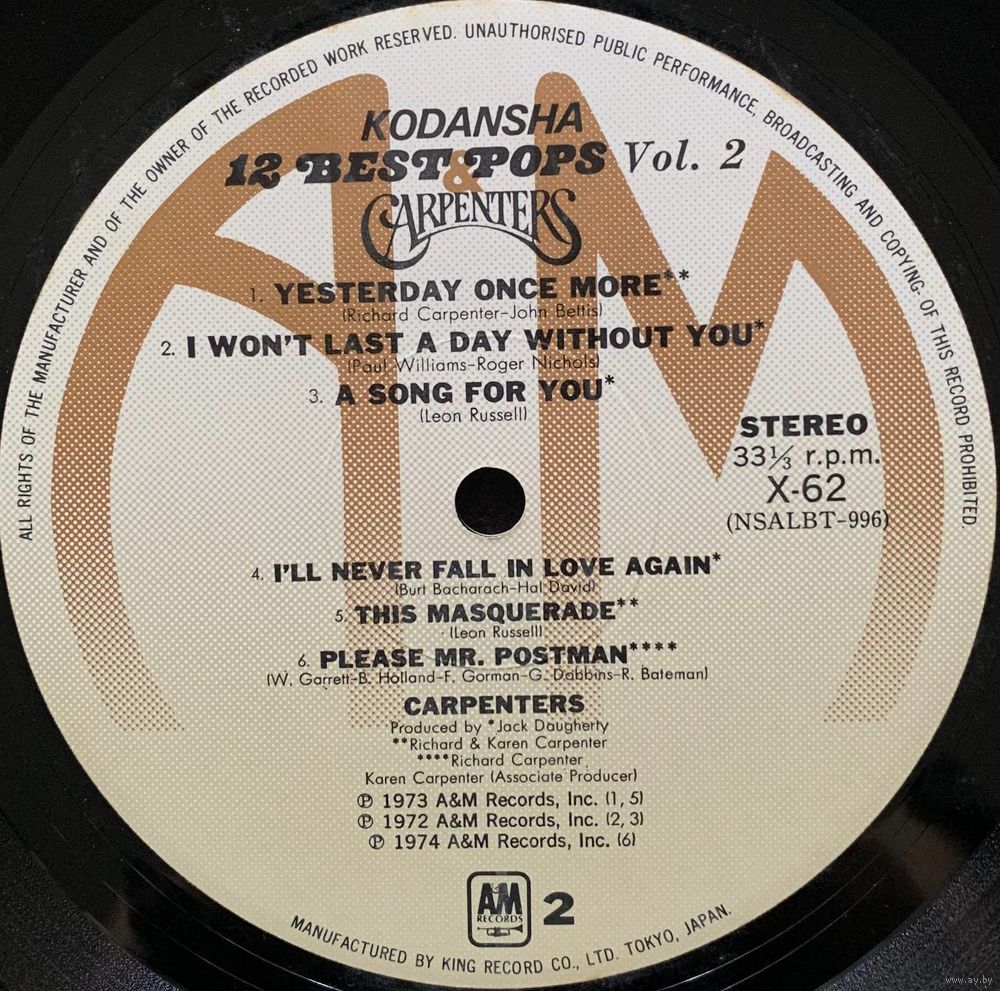 ALL RIGHTS OF THE MANUFACTURER AND OF THE OWNER OF THE RECORDED WORK RESERVED. UNAUTHORISED PUBLIC PERFORMANCE, BROADCASTING AND COPYING- OF THIS RECORD PROHIBITED.
KODANSHA
12 BEST & POPS Vol. 2
CARPENTERS
1. YESTERDAY ONCE MORE**
(Richard Carpenter-John Bettis)
2. I WON'T LAST A DAY WITHOUT YOU*
(Paul Williams-Roger Nichols)
3. A SONG FOR YOU*
(Leon Russell)
STEREO
33⅓ r.p.m.
X-62
(NSALBT-996)
4. I'LL NEVER FALL IN LOVE AGAIN*
(Burt Bacharach-Hal David)
5. THIS MASQUERADE**
(Leon Russell)
6. PLEASE MR. POSTMAN****
(W. Garrett-B. Holland-F. Gorman-G. Dobbins-R. Bateman)
CARPENTERS
Produced by *Jack Daugherty
**Richard & Karen Carpenter
****Richard Carpenter
Karen Carpenter (Associate Producer)
℗ 1973 A&M Records, Inc. (1, 5)
℗ 1972 A&M Records, Inc. (2, 3)
℗ 1974 A&M Records, Inc. (6)
A&M
RECORDS
2
MANUFACTURED BY KING RECORD CO., LTD. TOKYO, JAPAN.
www.ay.by